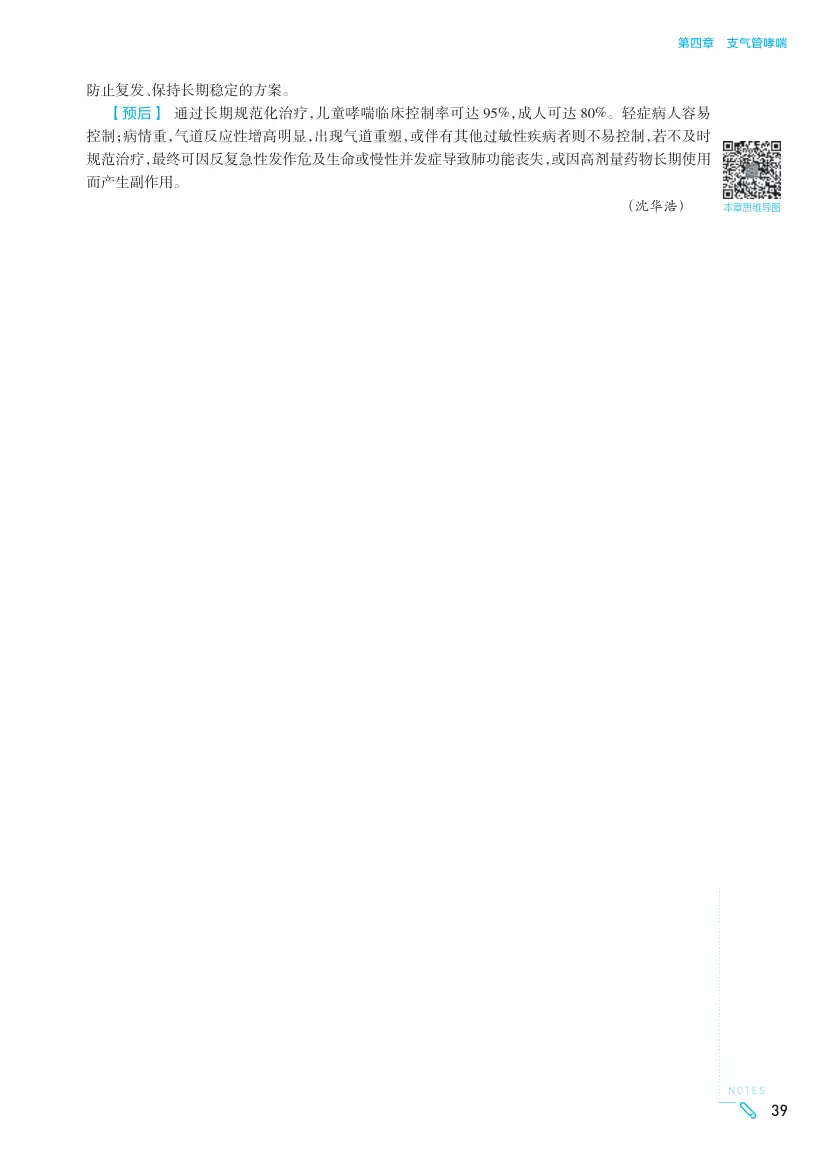 第四章 支气管哮喘
防止复发、保持长期稳定的方案。
【预后】 通过长期规范化治疗,儿童哮喘临床控制率可达 95%,成人可达 80%。轻症病人容易
控制;病情重,气道反应性增高明显,出现气道重塑,或伴有其他过敏性疾病者则不易控制,若不及时
规范治疗,最终可因反复急性发作危及生命或慢性并发症导致肺功能丧失,或因高剂量药物长期使用
而产生副作用。
(沈华浩)
本章思维导图
NOTES
39